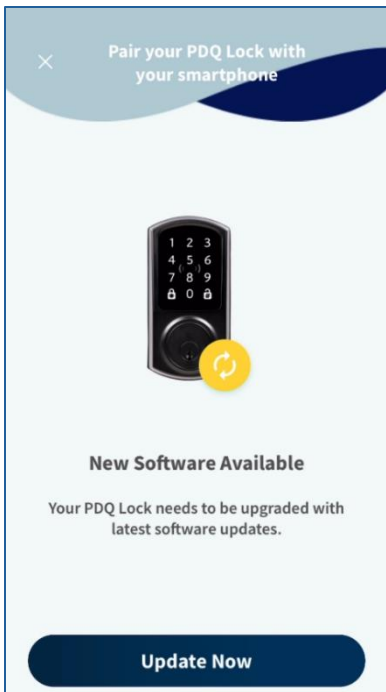 Pair your PDQ Lock with
your smartphone
1 2 3
4 5 6
7 8 9
0
New Software Available
Your PDQ Lock needs to be upgraded with
latest software updates.
Update Now